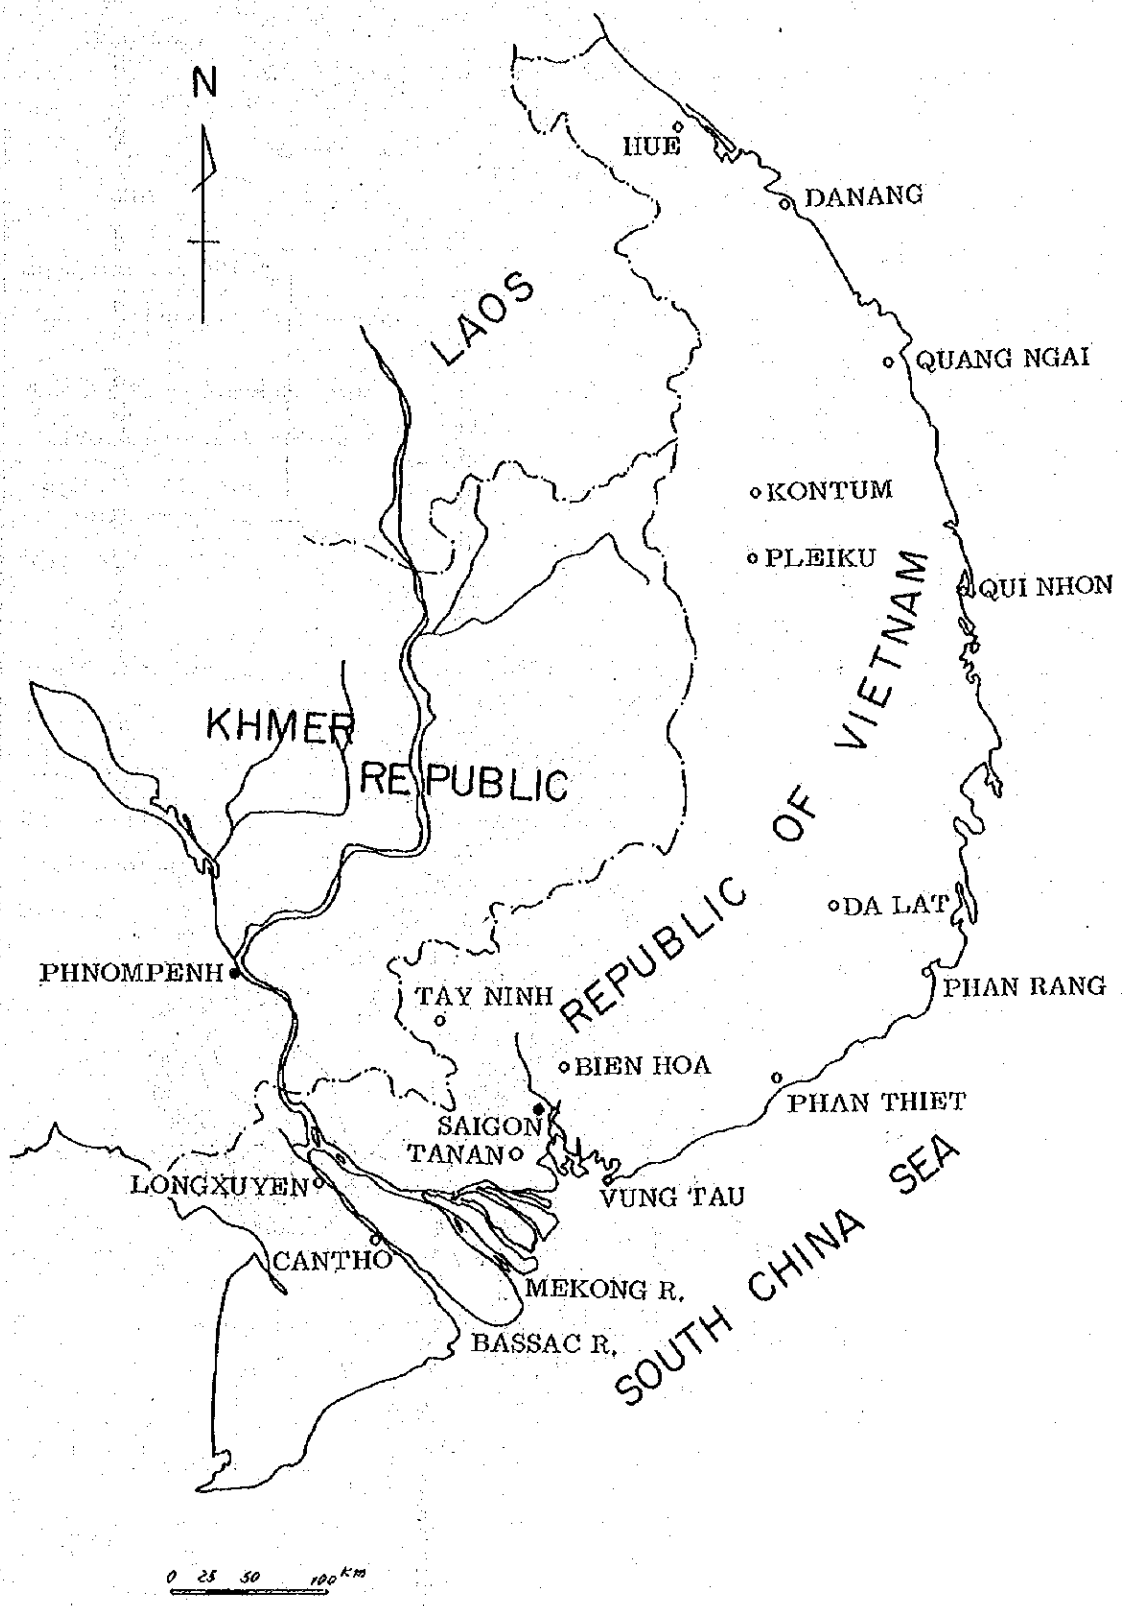 N
HUE
DANANG
LAOS
QUANG NGAI
KONTUM
PLEIKU
QUI NHON
KHMER
REPUBLIC
REPUBLIC OF VIETNAM
DA LAT
PHNOMPENH
TAY NINH
PHAN RANG
BIEN HOA
PHAN THIET
SAIGON
TANAN
LONGXUYEN
VUNG TAU
CANTHO
MEKONG R.
BASSAC R.
SOUTH CHINA SEA
0 25 50 100 km